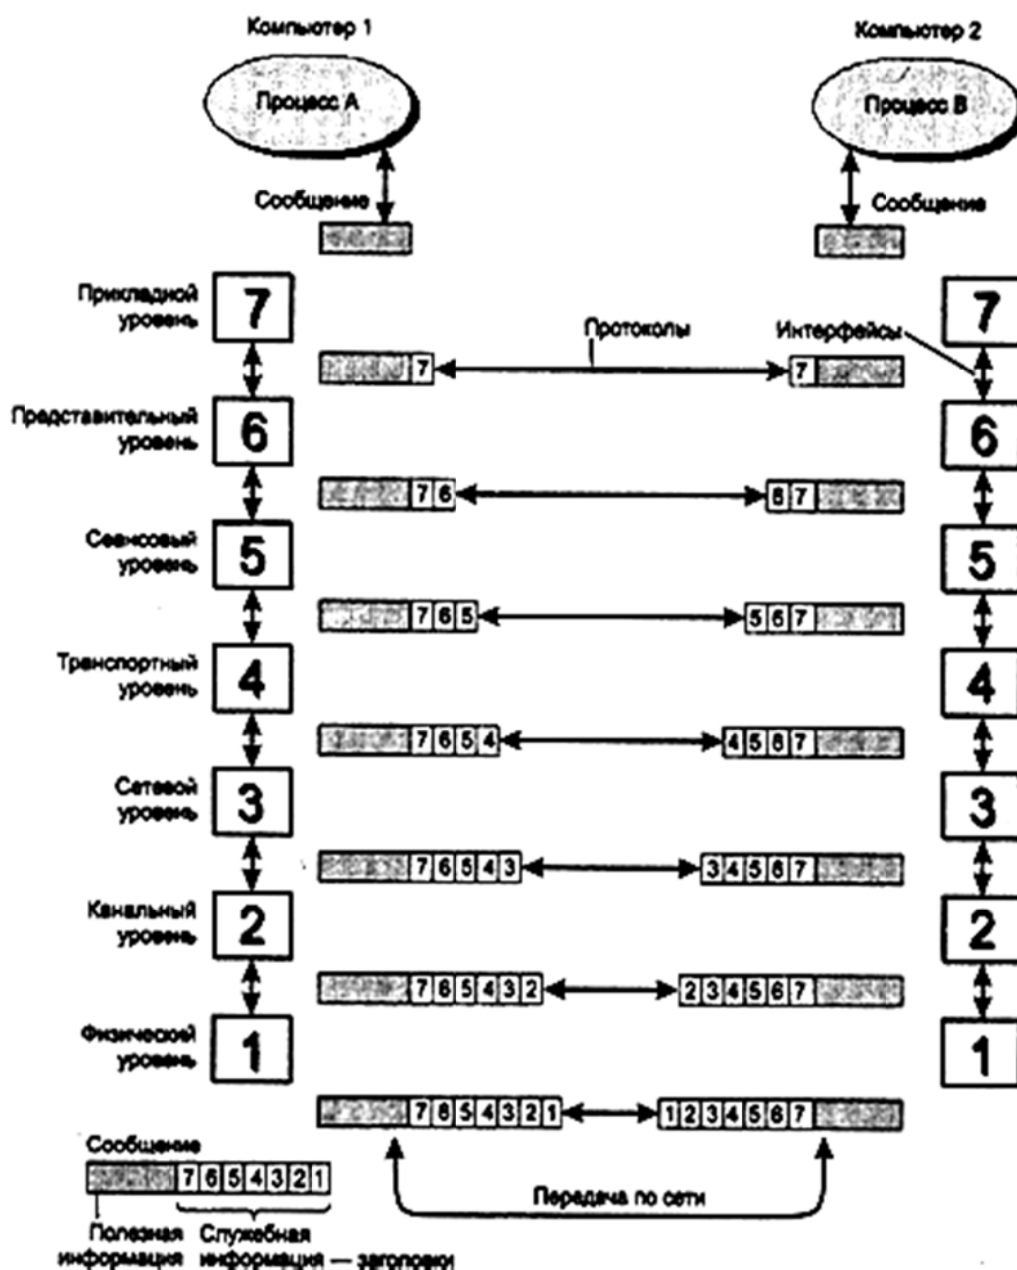 Компьютер 1
Компьютер 2
Процесс A
Процесс B
Сообщение
Сообщение
Прикладной
уровень
7
7
Протоколы
Интерфейсы
7
7
Представительный
уровень
6
6
7 6
6 7
Сеансовый
уровень
5
5
7 6 5
5 6 7
Транспортный
уровень
4
4
7 6 5 4
4 5 6 7
Сетевой
уровень
3
3
7 6 5 4 3
3 4 5 6 7
Канальный
уровень
2
2
7 6 5 4 3 2
2 3 4 5 6 7
Физический
уровень
1
1
7 6 5 4 3 2 1
1 2 3 4 5 6 7
Сообщение
7 6 5 4 3 2 1
Передача по сети
Полезная
информация
Служебная
информация — заголовки